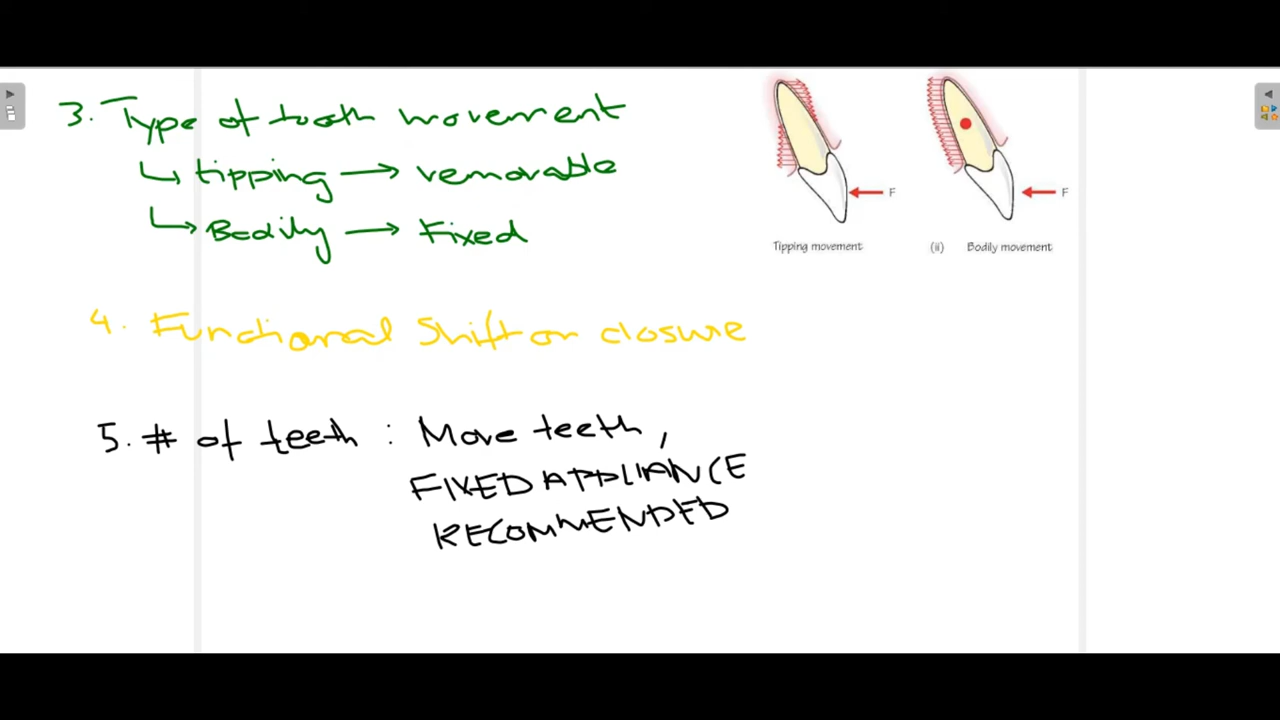 3. Type of tooth movement
tipping → removable
Bodily → Fixed
F
F
Tipping movement
(ii) Bodily movement
4. Functional Shift on closure
5. # of teeth : Move teeth,
FIXED APPLIANCE
RECOMMENDED